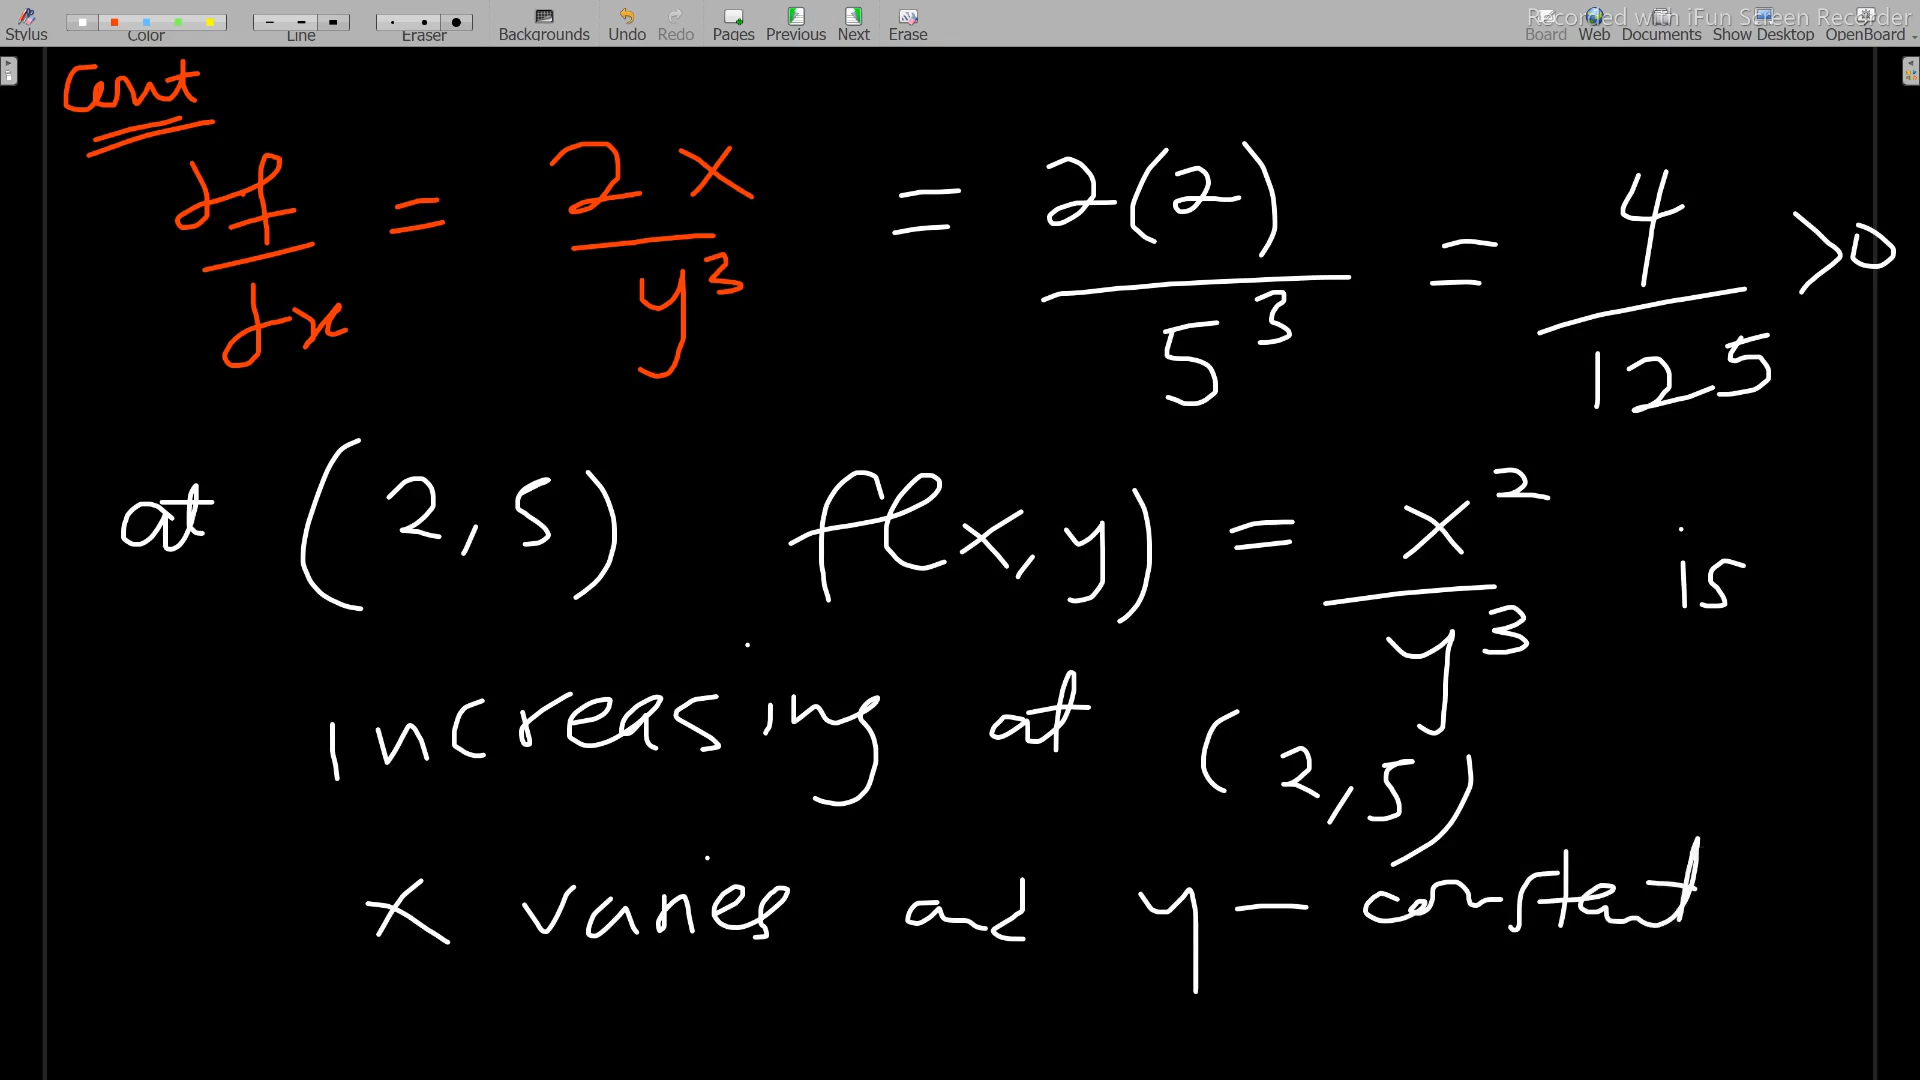 Recorded with iFun Screen Recorder
Stylus Color Line Eraser Backgrounds Undo Redo Pages Previous Next Erase Board Web Documents Show Desktop OpenBoard
Cont
∂f/∂x = 2x/y³ = 2(2)/5³ = 4/125 >0
at (2,5) f(x,y) = x²/y³ is
increasing at (2,5)
x varies and y - constant